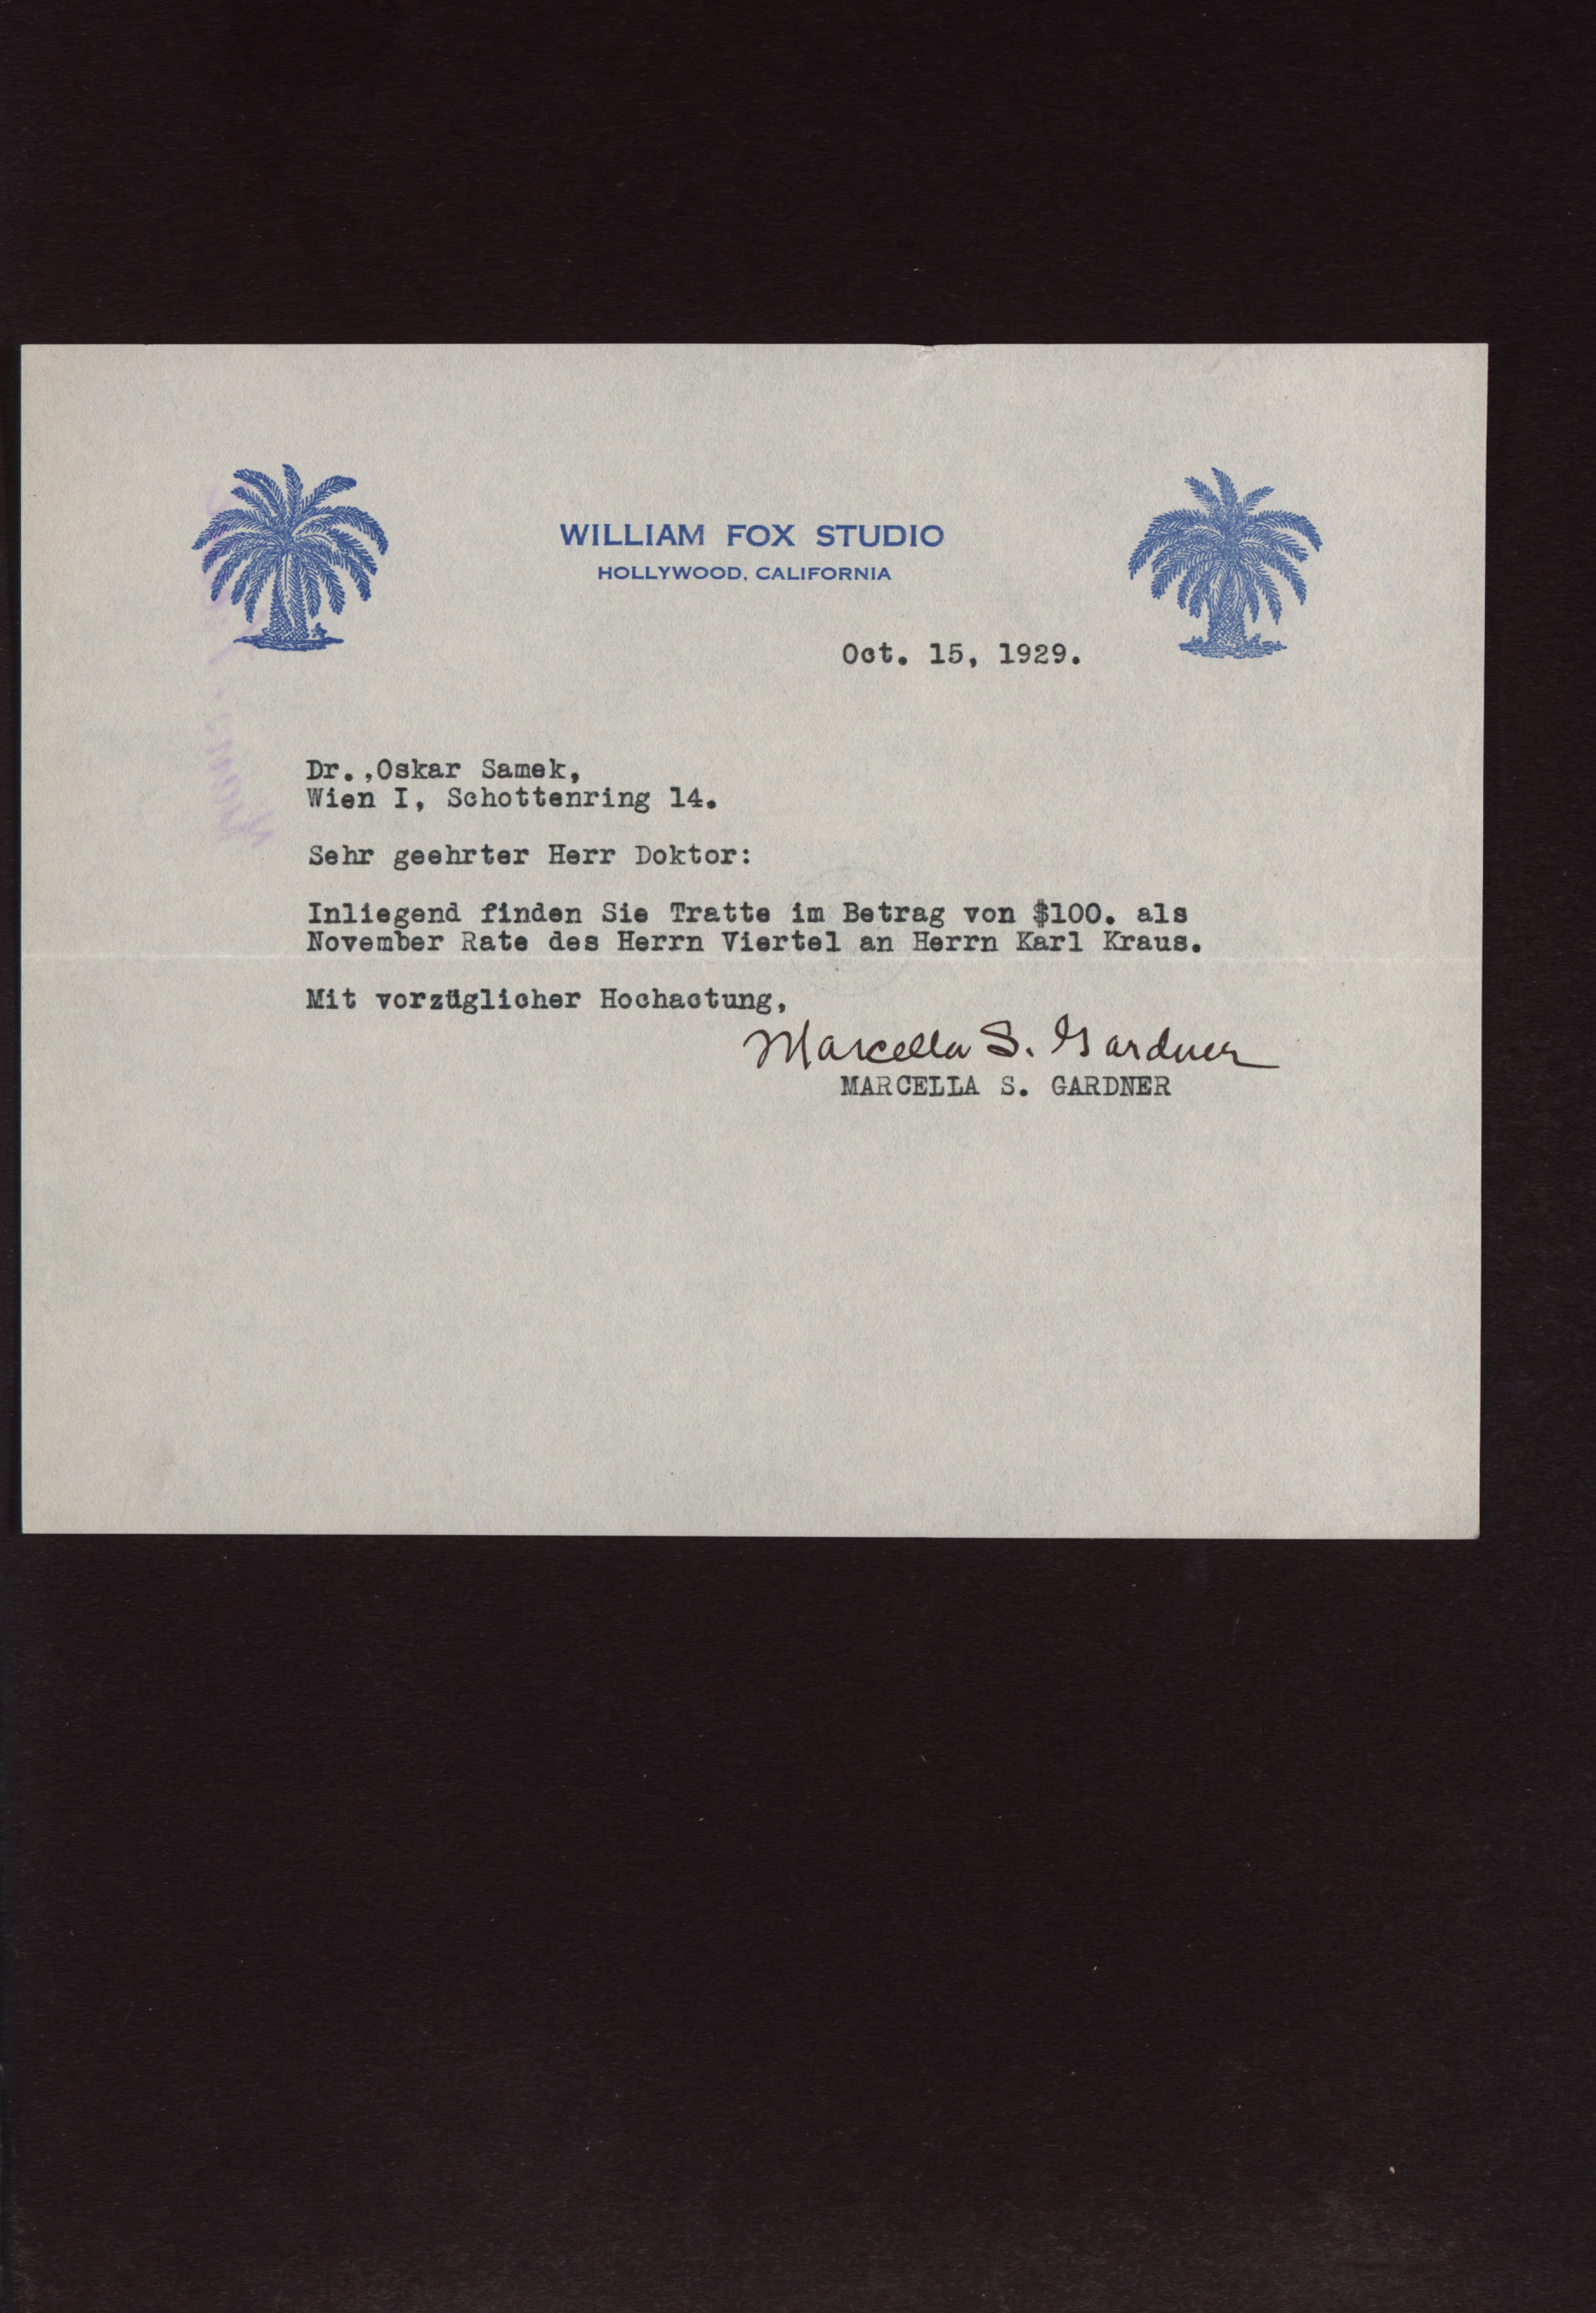 WILLIAM FOX STUDIO
HOLLYWOOD, CALIFORNIA
Oct. 15, 1929.
Dr.,Oskar Samek,
Wien I, Schottenring 14.
Sehr geehrter Herr Doktor:
Inliegend finden Sie Tratte im Betrag von $100. als
November Rate des Herrn Viertel an Herrn Karl Kraus.
Mit vorzüglicher Hochactung,
Marcella S. Gardner
MARCELLA S. GARDNER